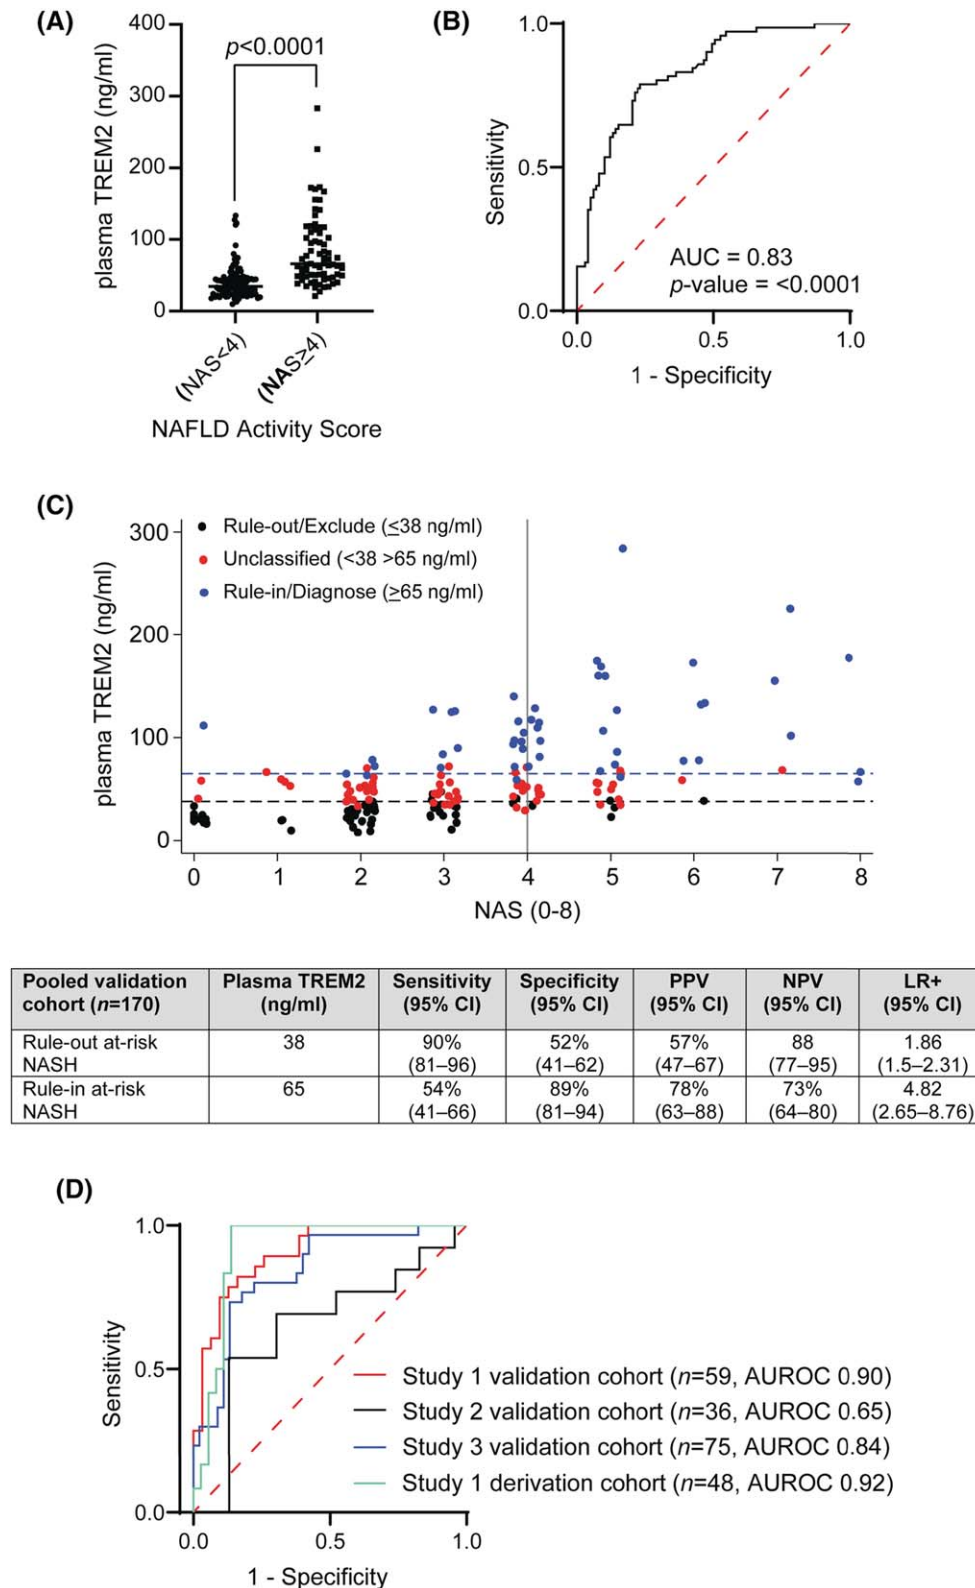 (A)
plasma TREM2 (ng/ml)
400
300
200
100
0
p<0.0001
(NAS<4)
(NAS≥4)
NAFLD Activity Score
(B)
Sensitivity
1.0
0.5
0.0
AUC = 0.83
p-value = <0.0001
0.0 0.5 1.0
1 - Specificity
(C)
plasma TREM2 (ng/ml)
300
200
100
0
Rule-out/Exclude (≤38 ng/ml)
Unclassified (<38 >65 ng/ml)
Rule-in/Diagnose (≥65 ng/ml)
0 1 2 3 4 5 6 7 8
NAS (0-8)
Pooled validation Plasma TREM2 Sensitivity Specificity PPV NPV LR+
cohort (n=170) (ng/ml) (95% CI) (95% CI) (95% CI) (95% CI) (95% CI)
Rule-out at-risk 38 90% 52% 57% 88 1.86
NASH (81–96) (41–62) (47–67) (77–95) (1.5–2.31)
Rule-in at-risk 65 54% 89% 78% 73% 4.82
NASH (41–66) (81–94) (63–88) (64–80) (2.65–8.76)
(D)
Sensitivity
1.0
0.5
0.0
Study 1 validation cohort (n=59, AUROC 0.90)
Study 2 validation cohort (n=36, AUROC 0.65)
Study 3 validation cohort (n=75, AUROC 0.84)
Study 1 derivation cohort (n=48, AUROC 0.92)
0.0 0.5 1.0
1 - Specificity